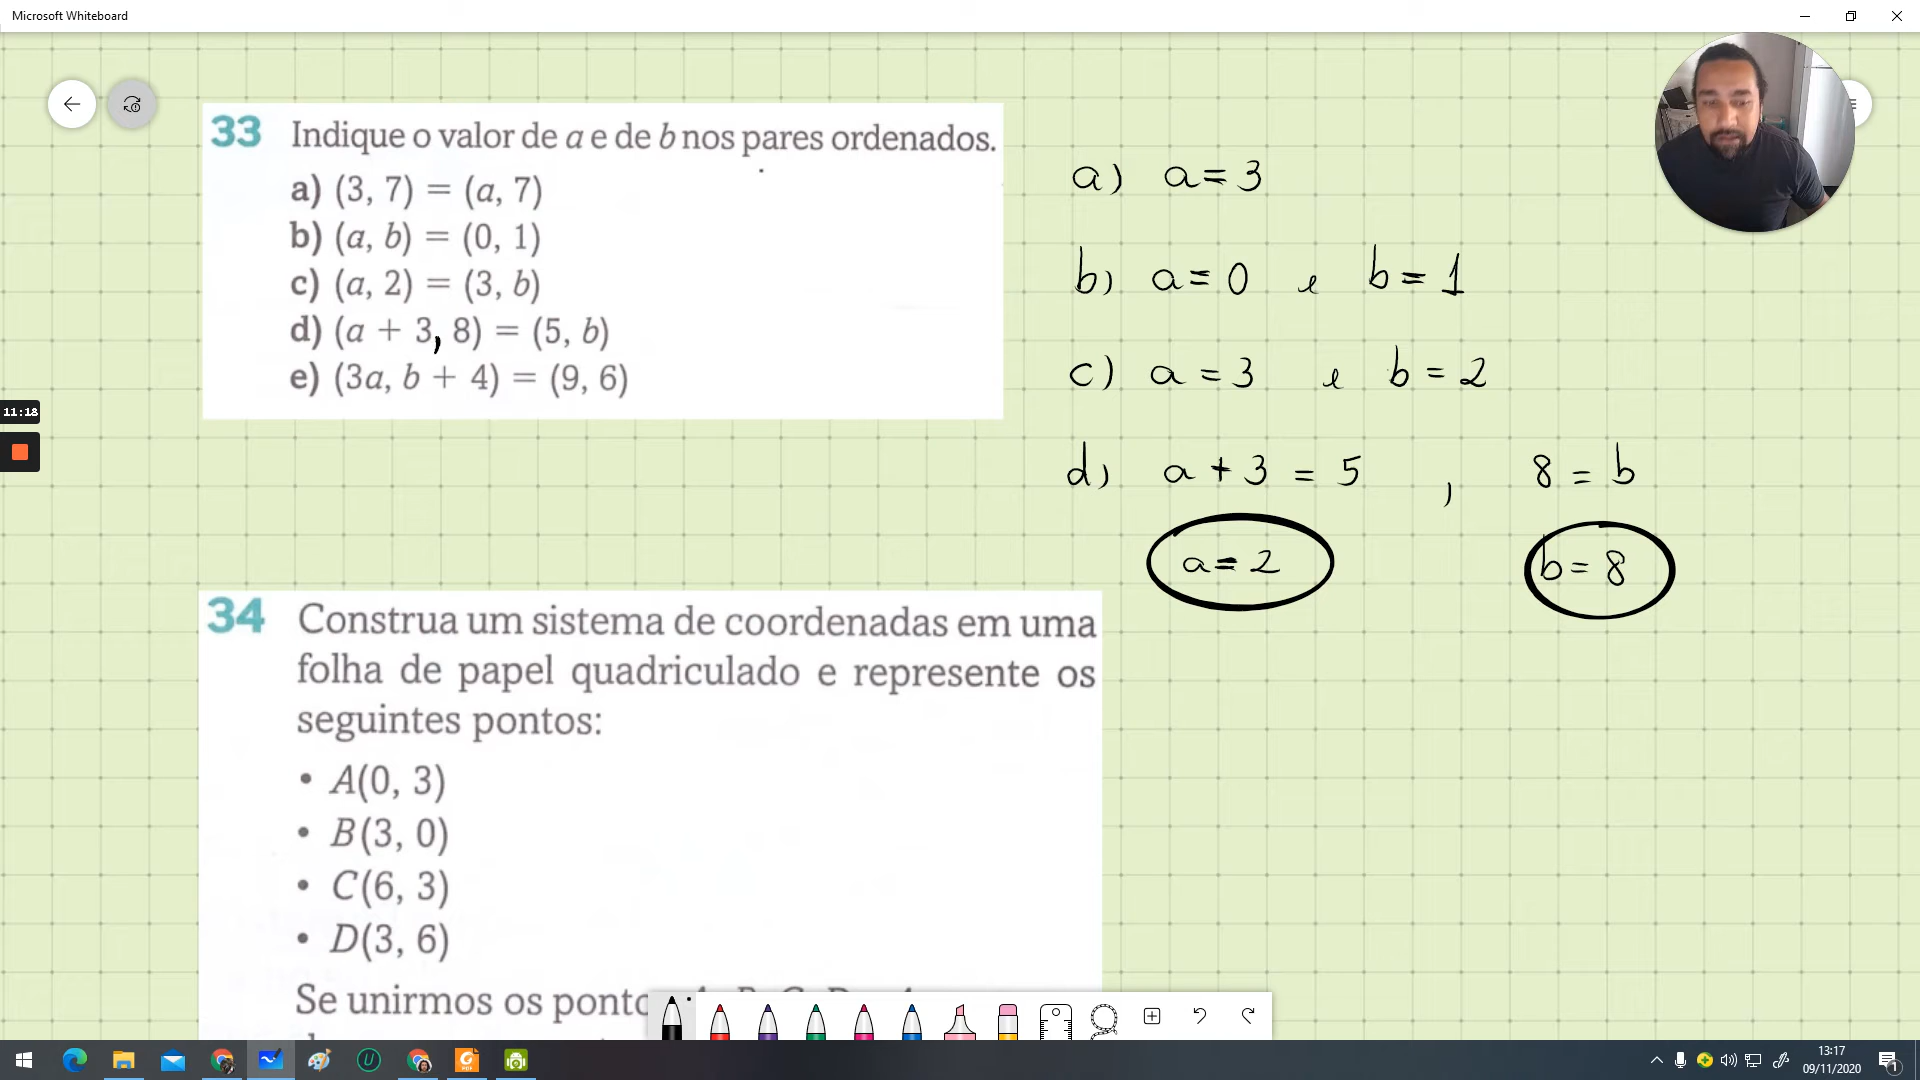 Microsoft Whiteboard
33 Indique o valor de a e de b nos pares ordenados.
a) (3, 7) = (a, 7)
b) (a, b) = (0, 1)
c) (a, 2) = (3, b)
d) (a + 3, 8) = (5, b)
e) (3a, b + 4) = (9, 6)
a) a = 3
b) a = 0 e b = 1
c) a = 3 e b = 2
d) a + 3 = 5 , 8 = b
a = 2 b = 8
11:18
34 Construa um sistema de coordenadas em uma
folha de papel quadriculado e represente os
seguintes pontos:
• A(0, 3)
• B(3, 0)
• C(6, 3)
• D(3, 6)
Se unirmos os ponto
13:17
09/11/2020
1